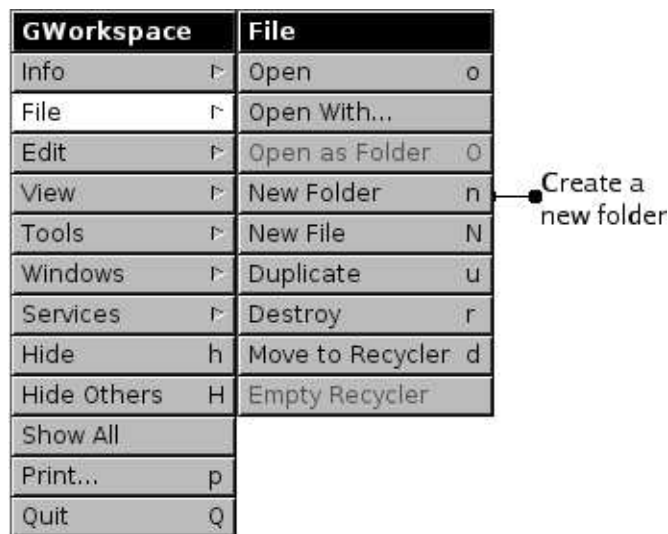 GWorkspace
Info
File
Edit
View
Tools
Windows
Services
Hide h
Hide Others H
Show All
Print... p
Quit Q
File
Open o
Open With...
Open as Folder O
New Folder n
New File N
Duplicate u
Destroy r
Move to Recycler d
Empty Recycler
Create a
new folder